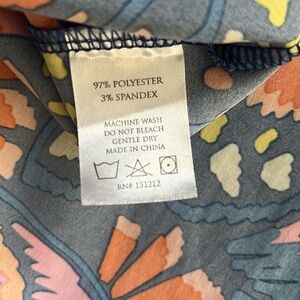 97% POLYESTER
3% SPANDEX
MACHINE WASH
DO NOT BLEACH
GENTLE DRY
MADE IN CHINA
RN# 151212